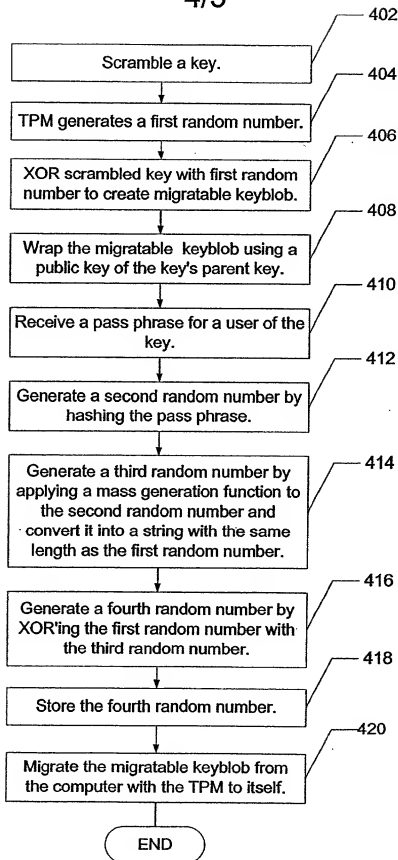 4/5
402
Scramble a key.
404
TPM generates a first random number.
406
XOR scrambled key with first random
number to create migratable keyblob.
408
Wrap the migratable keyblob using a
public key of the key's parent key.
410
Receive a pass phrase for a user of the
key.
412
Generate a second random number by
hashing the pass phrase.
414
Generate a third random number by
applying a mass generation function to
the second random number and
convert it into a string with the same
length as the first random number.
416
Generate a fourth random number by
XOR'ing the first random number with
the third random number.
418
Store the fourth random number.
420
Migrate the migratable keyblob from
the computer with the TPM to itself.
END